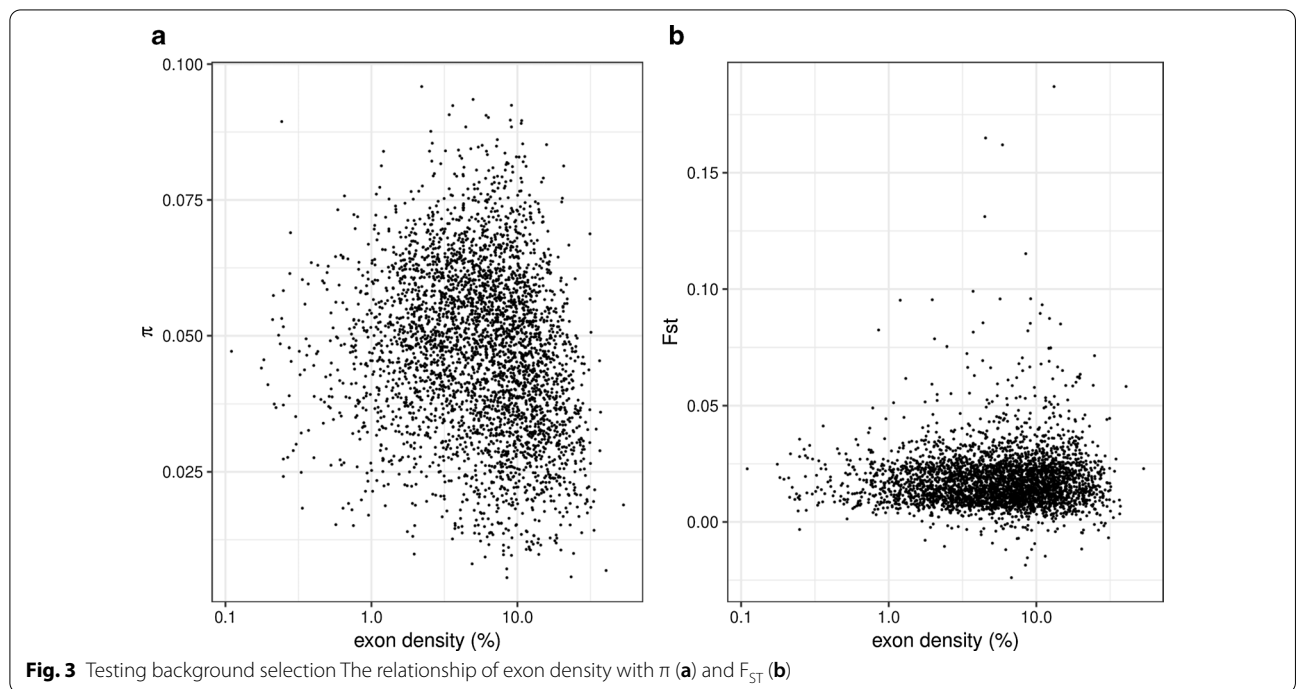 a
b
0.100
0.075
0.050
0.025
π
0.1
1.0
10.0
exon density (%)
0.15
0.10
0.05
0.00
Fst
0.1
1.0
10.0
exon density (%)
Fig. 3 Testing background selection The relationship of exon density with π (a) and FST (b)